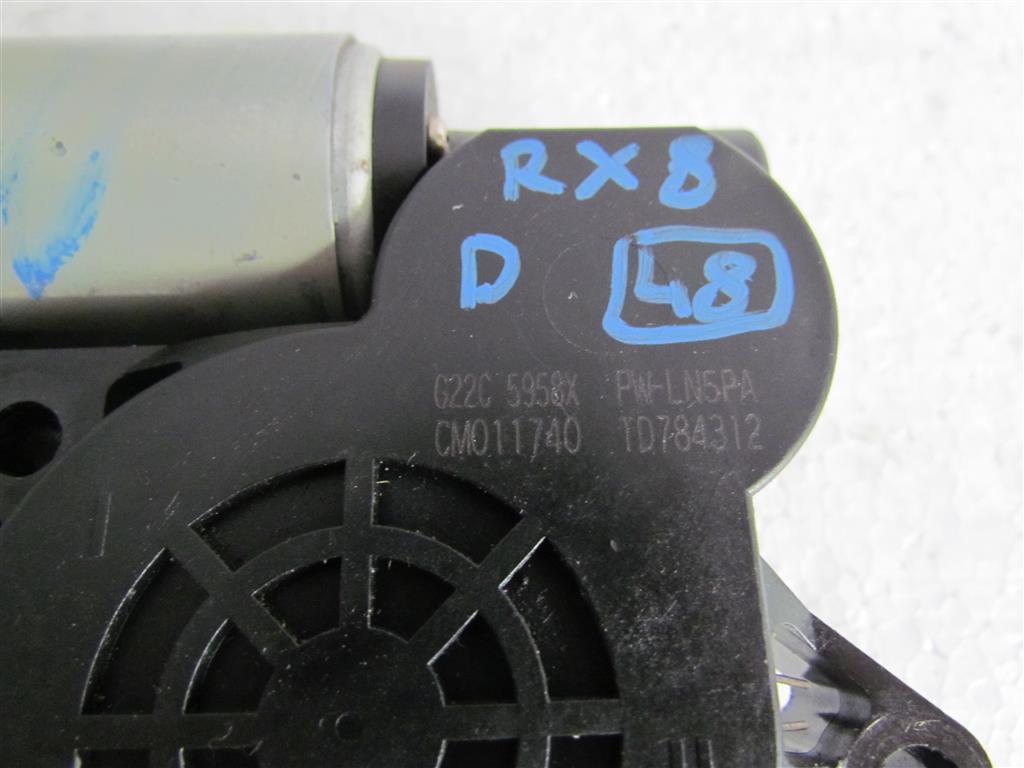 RX8
D 48
G22C 5958X PW-LN5PA
CM011740 TD784312